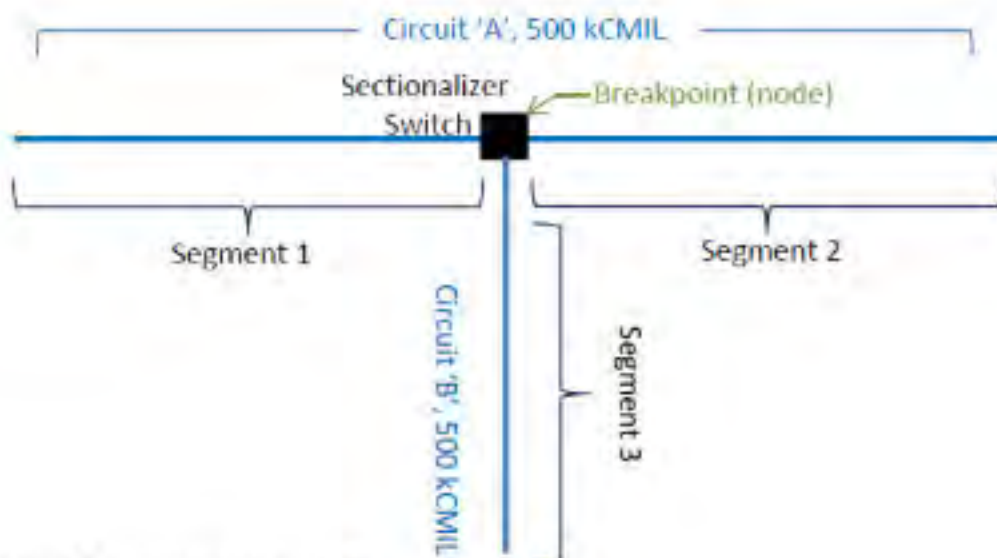 Circuit 'A', 500 kCMIL
Sectionalizer
Switch
Breakpoint (node)
Segment 1
Segment 2
Circuit 'B', 500 kCMIL
Segment 3